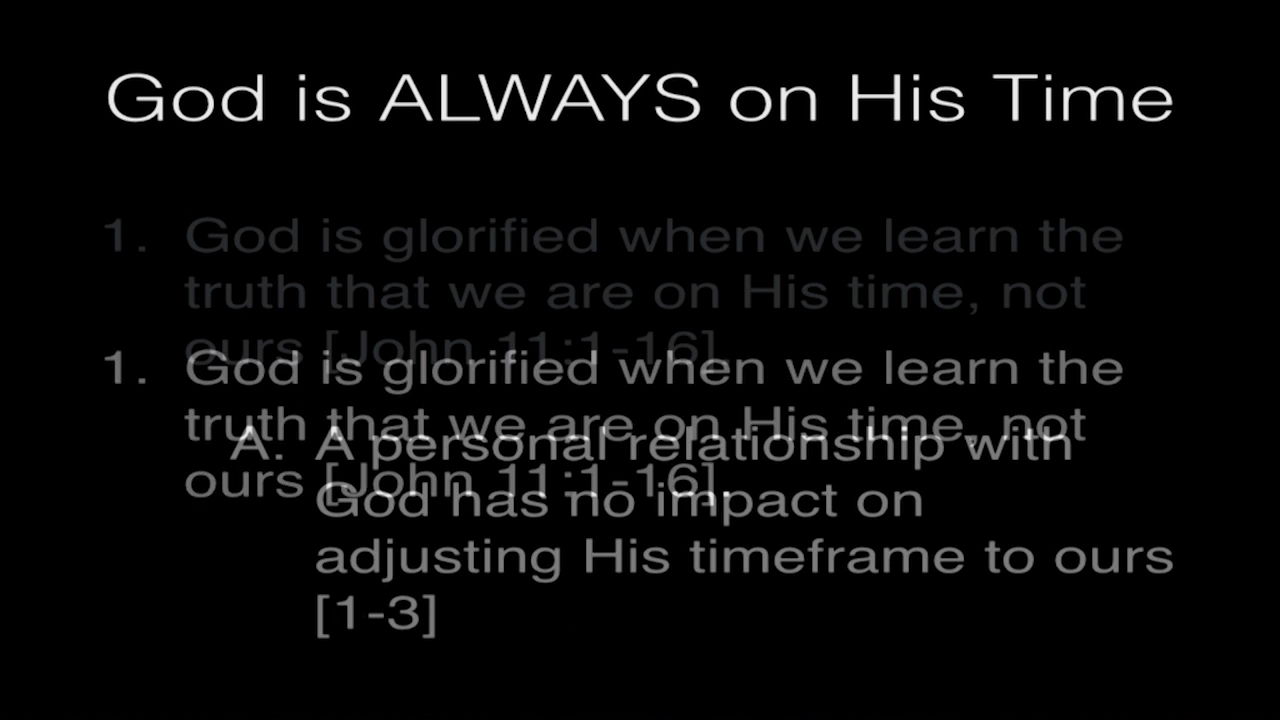 God is ALWAYS on His Time
1. God is glorified when we learn the
truth that we are on His time, not
ours [John 11:1-16].
1. God is glorified when we learn the
truth that we are on His time, not
ours [John 11:1-16].
A. A personal relationship with
God has no impact on
adjusting His timeframe to ours
[1-3]